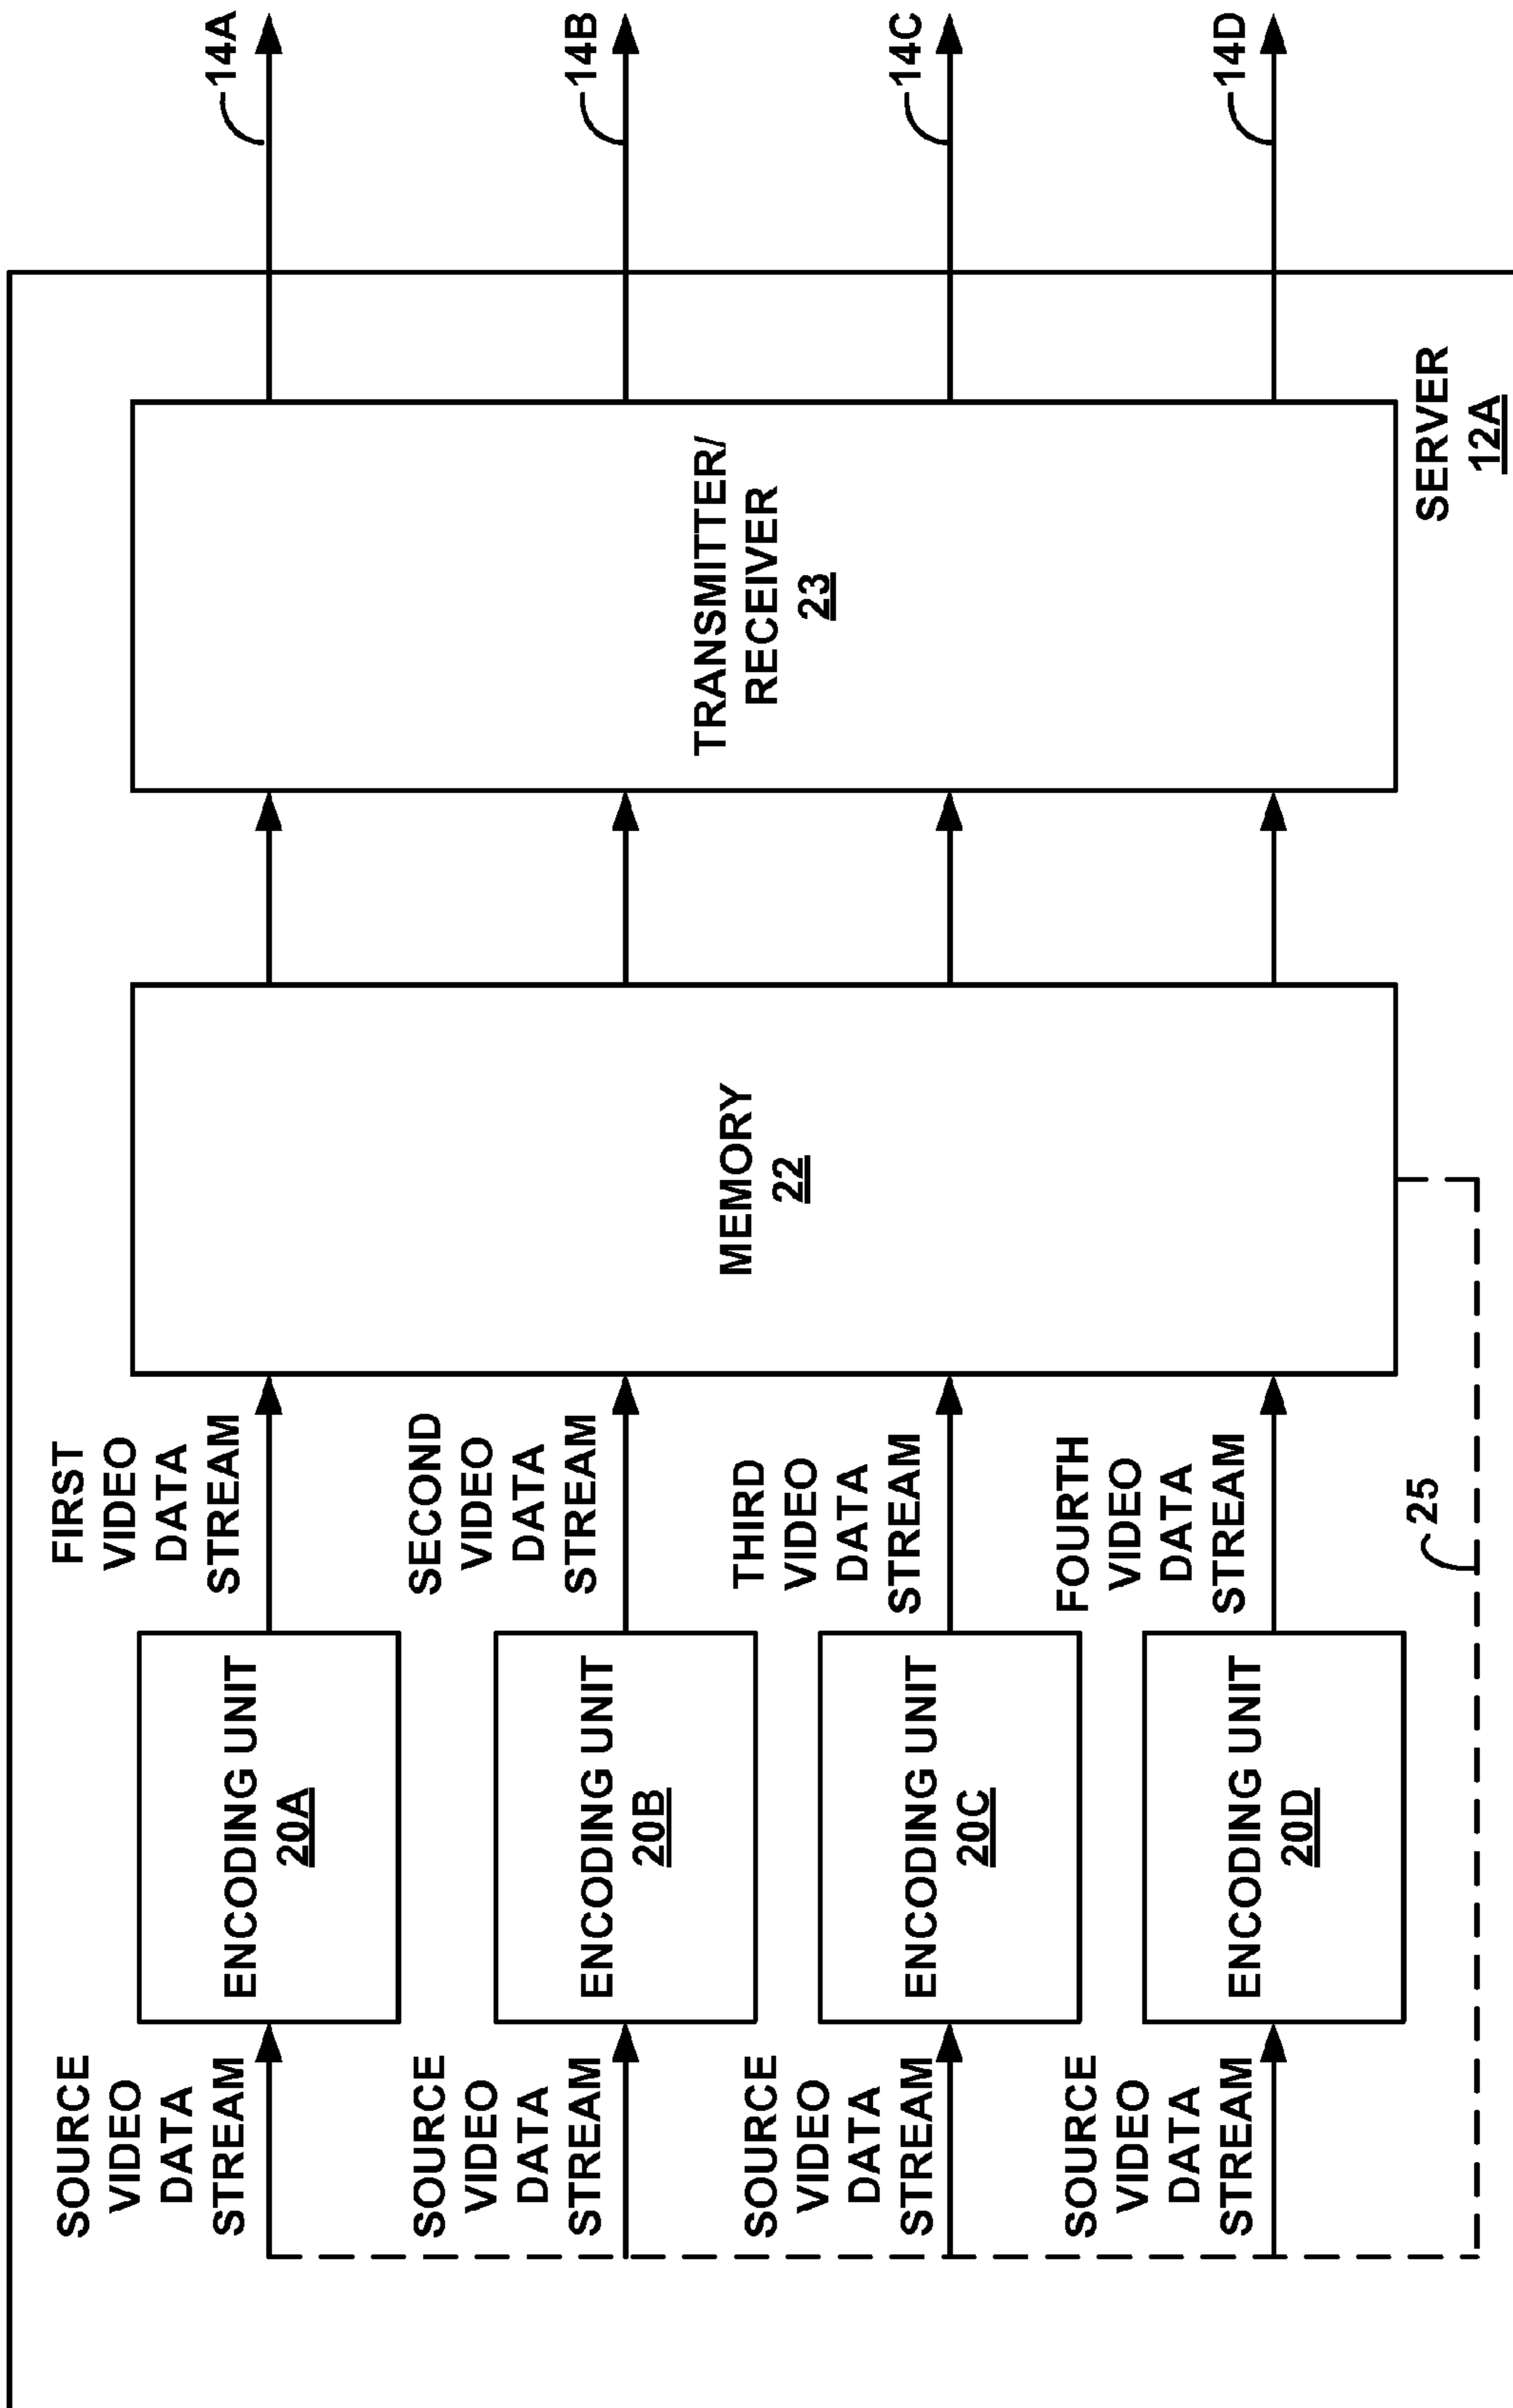 SOURCE
VIDEO
DATA
STREAM
ENCODING UNIT
20A
FIRST
VIDEO
DATA
STREAM
SOURCE
VIDEO
DATA
STREAM
ENCODING UNIT
20B
SECOND
VIDEO
DATA
STREAM
SOURCE
VIDEO
DATA
STREAM
ENCODING UNIT
20C
THIRD
VIDEO
DATA
STREAM
SOURCE
VIDEO
DATA
STREAM
ENCODING UNIT
20D
FOURTH
VIDEO
DATA
STREAM
25
MEMORY
22
TRANSMITTER/
RECEIVER
23
14A
14B
14C
14D
SERVER
12A